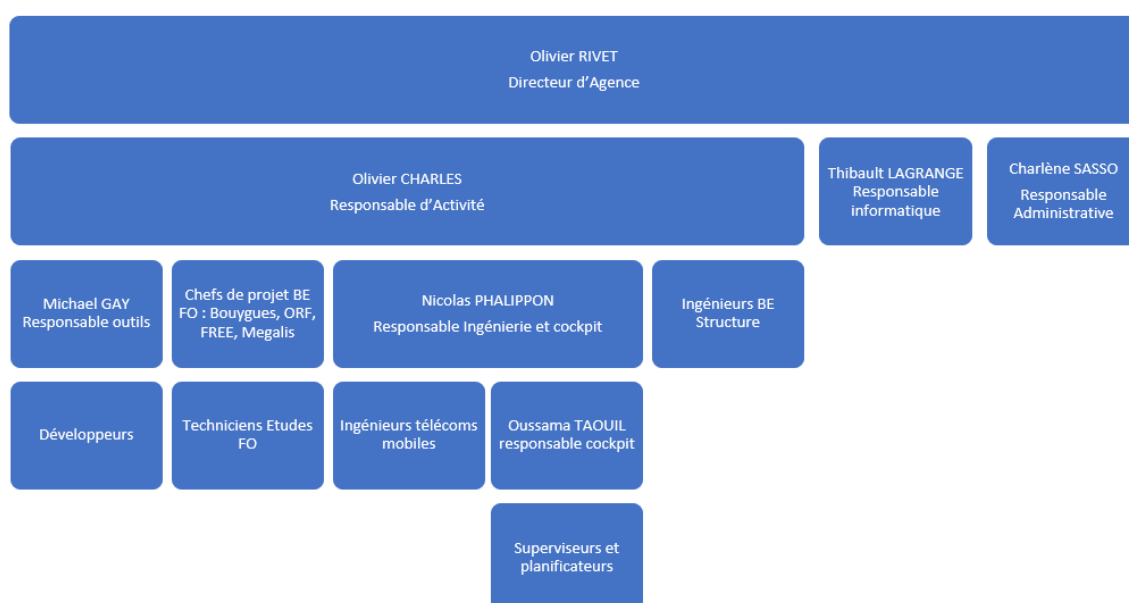 Olivier RIVET
Directeur d’Agence
Olivier CHARLES
Responsable d’Activité
Thibault LAGRANGE
Responsable
informatique
Charlène SASSO
Responsable
Administrative
Michael GAY
Responsable outils
Chefs de projet BE
FO : Bouygues, ORF,
FREE, Megalis
Nicolas PHALIPPON
Responsable Ingénierie et cockpit
Ingénieurs BE
Structure
Développeurs
Techniciens Etudes
FO
Ingénieurs télécoms
mobiles
Oussama TAOUIL
responsable cockpit
Superviseurs et
planificateurs